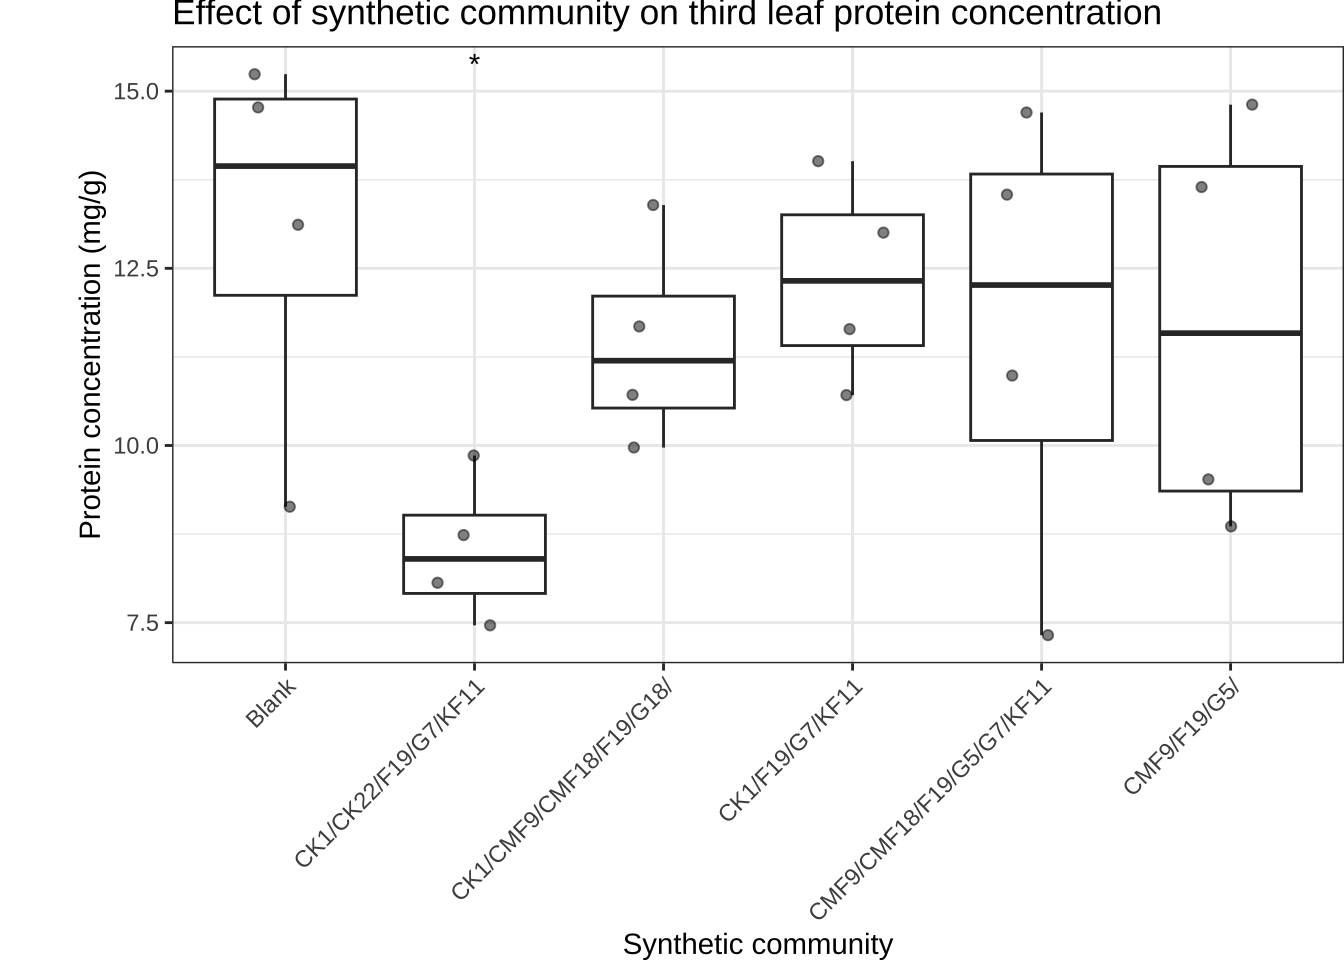 Effect of synthetic community on third leaf protein concentration
*
15.0
12.5
10.0
7.5
Protein concentration (mg/g)
Blank
CK1/CK22/F19/G7/KF11
CK1/CMF9/CMF18/F19/G18/
CK1/F19/G7/KF11
CMF9/CMF18/F19/G5/G7/KF11
CMF9/F19/G5/
Synthetic community